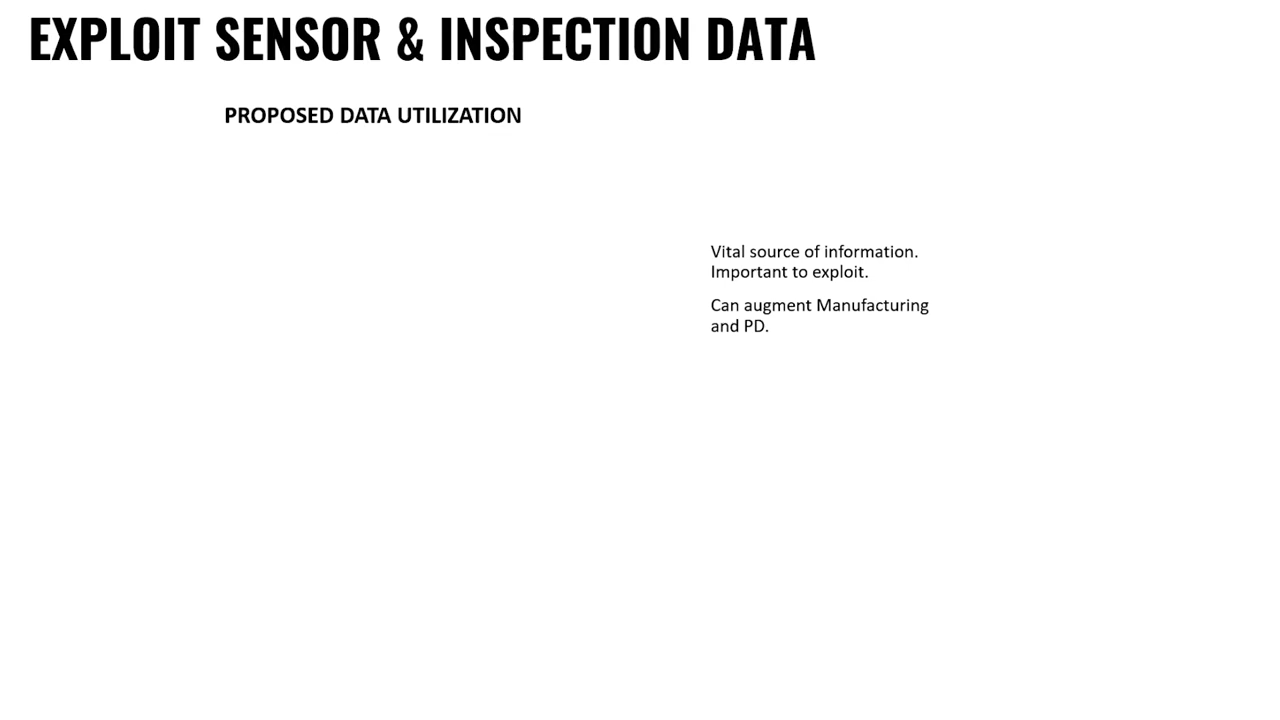 EXPLOIT SENSOR & INSPECTION DATA
PROPOSED DATA UTILIZATION
Vital source of information.
Important to exploit.
Can augment Manufacturing
and PD.